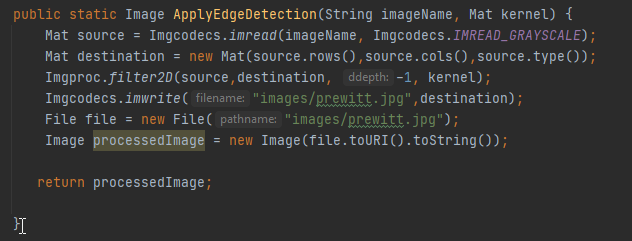 public static Image ApplyEdgeDetection(String imageName, Mat kernel) {
Mat source = Imgcodecs.imread(imageName, Imgcodecs.IMREAD_GRAYSCALE);
Mat destination = new Mat(source.rows(),source.cols(),source.type());
Imgproc.filter2D(source,destination, ddepth: -1, kernel);
Imgcodecs.imwrite( filename: "images/prewitt.jpg",destination);
File file = new File( pathname: "images/prewitt.jpg");
Image processedImage = new Image(file.toURI().toString());
return processedImage;
}